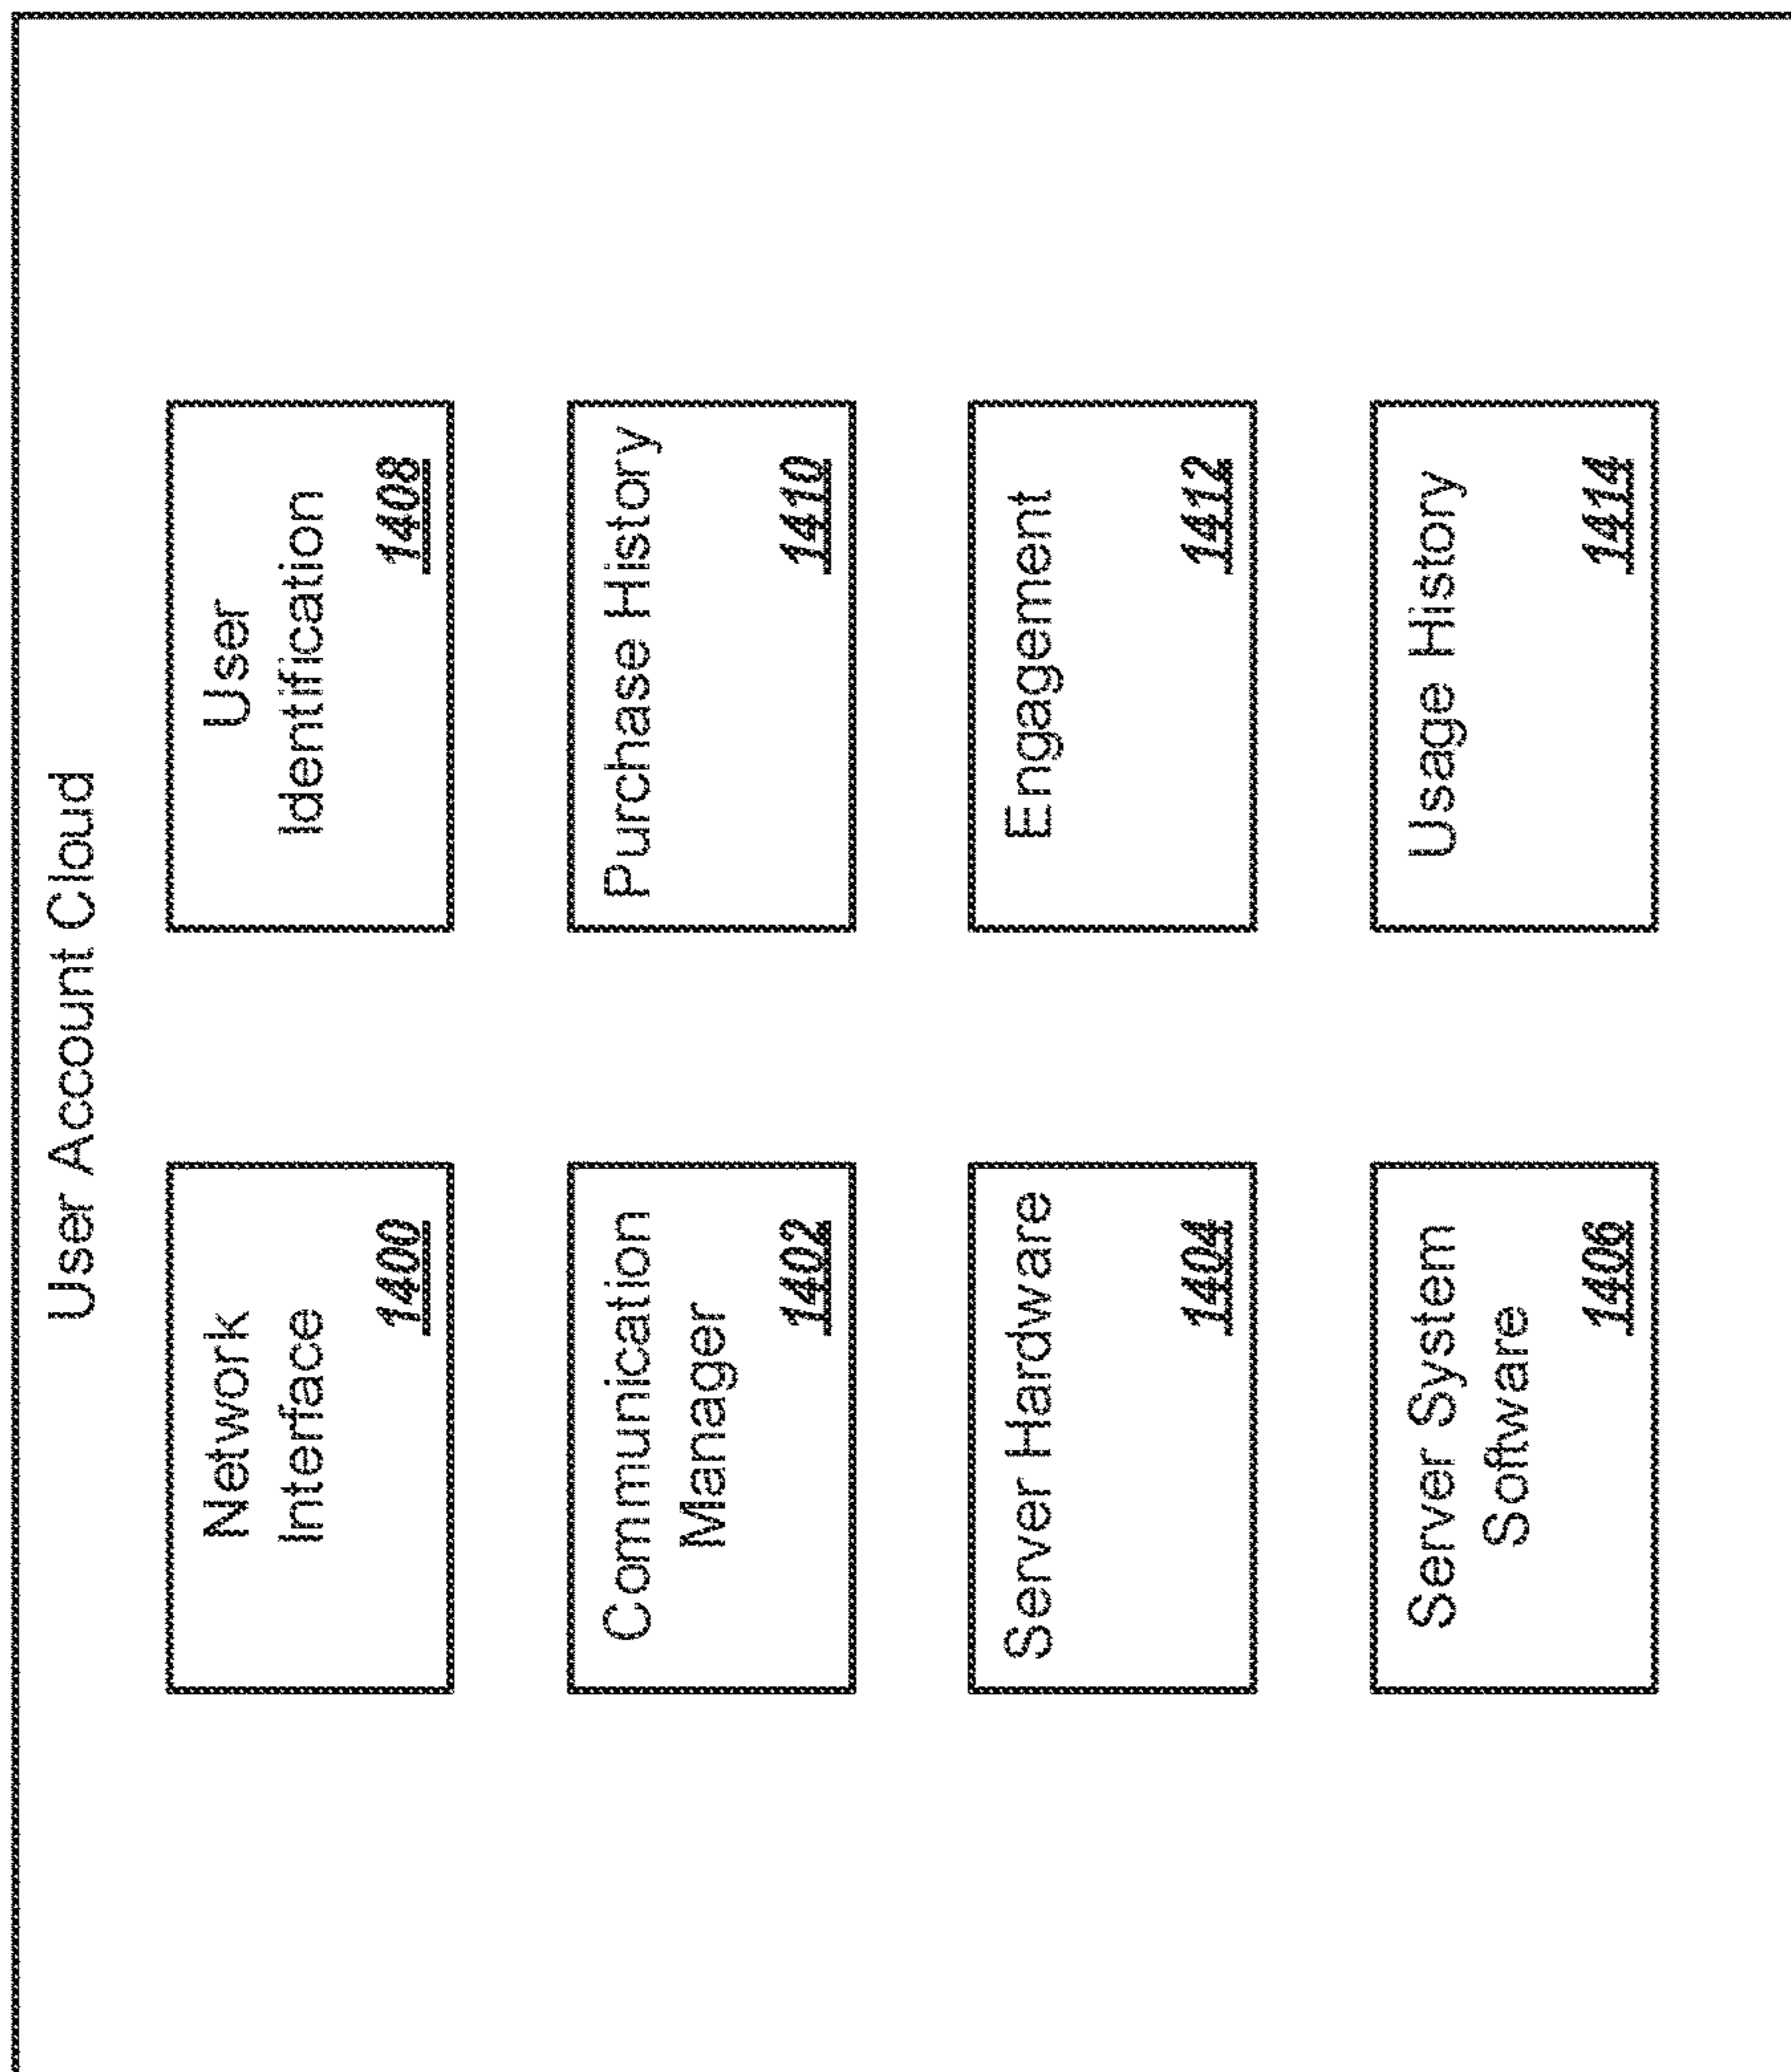 User Account Cloud
Network
Interface
1400
User
Identification
1408
Communication
Manager
1402
Purchase History
1410
Server Hardware
1404
Engagement
1412
Server System
Software
1406
Usage History
1414